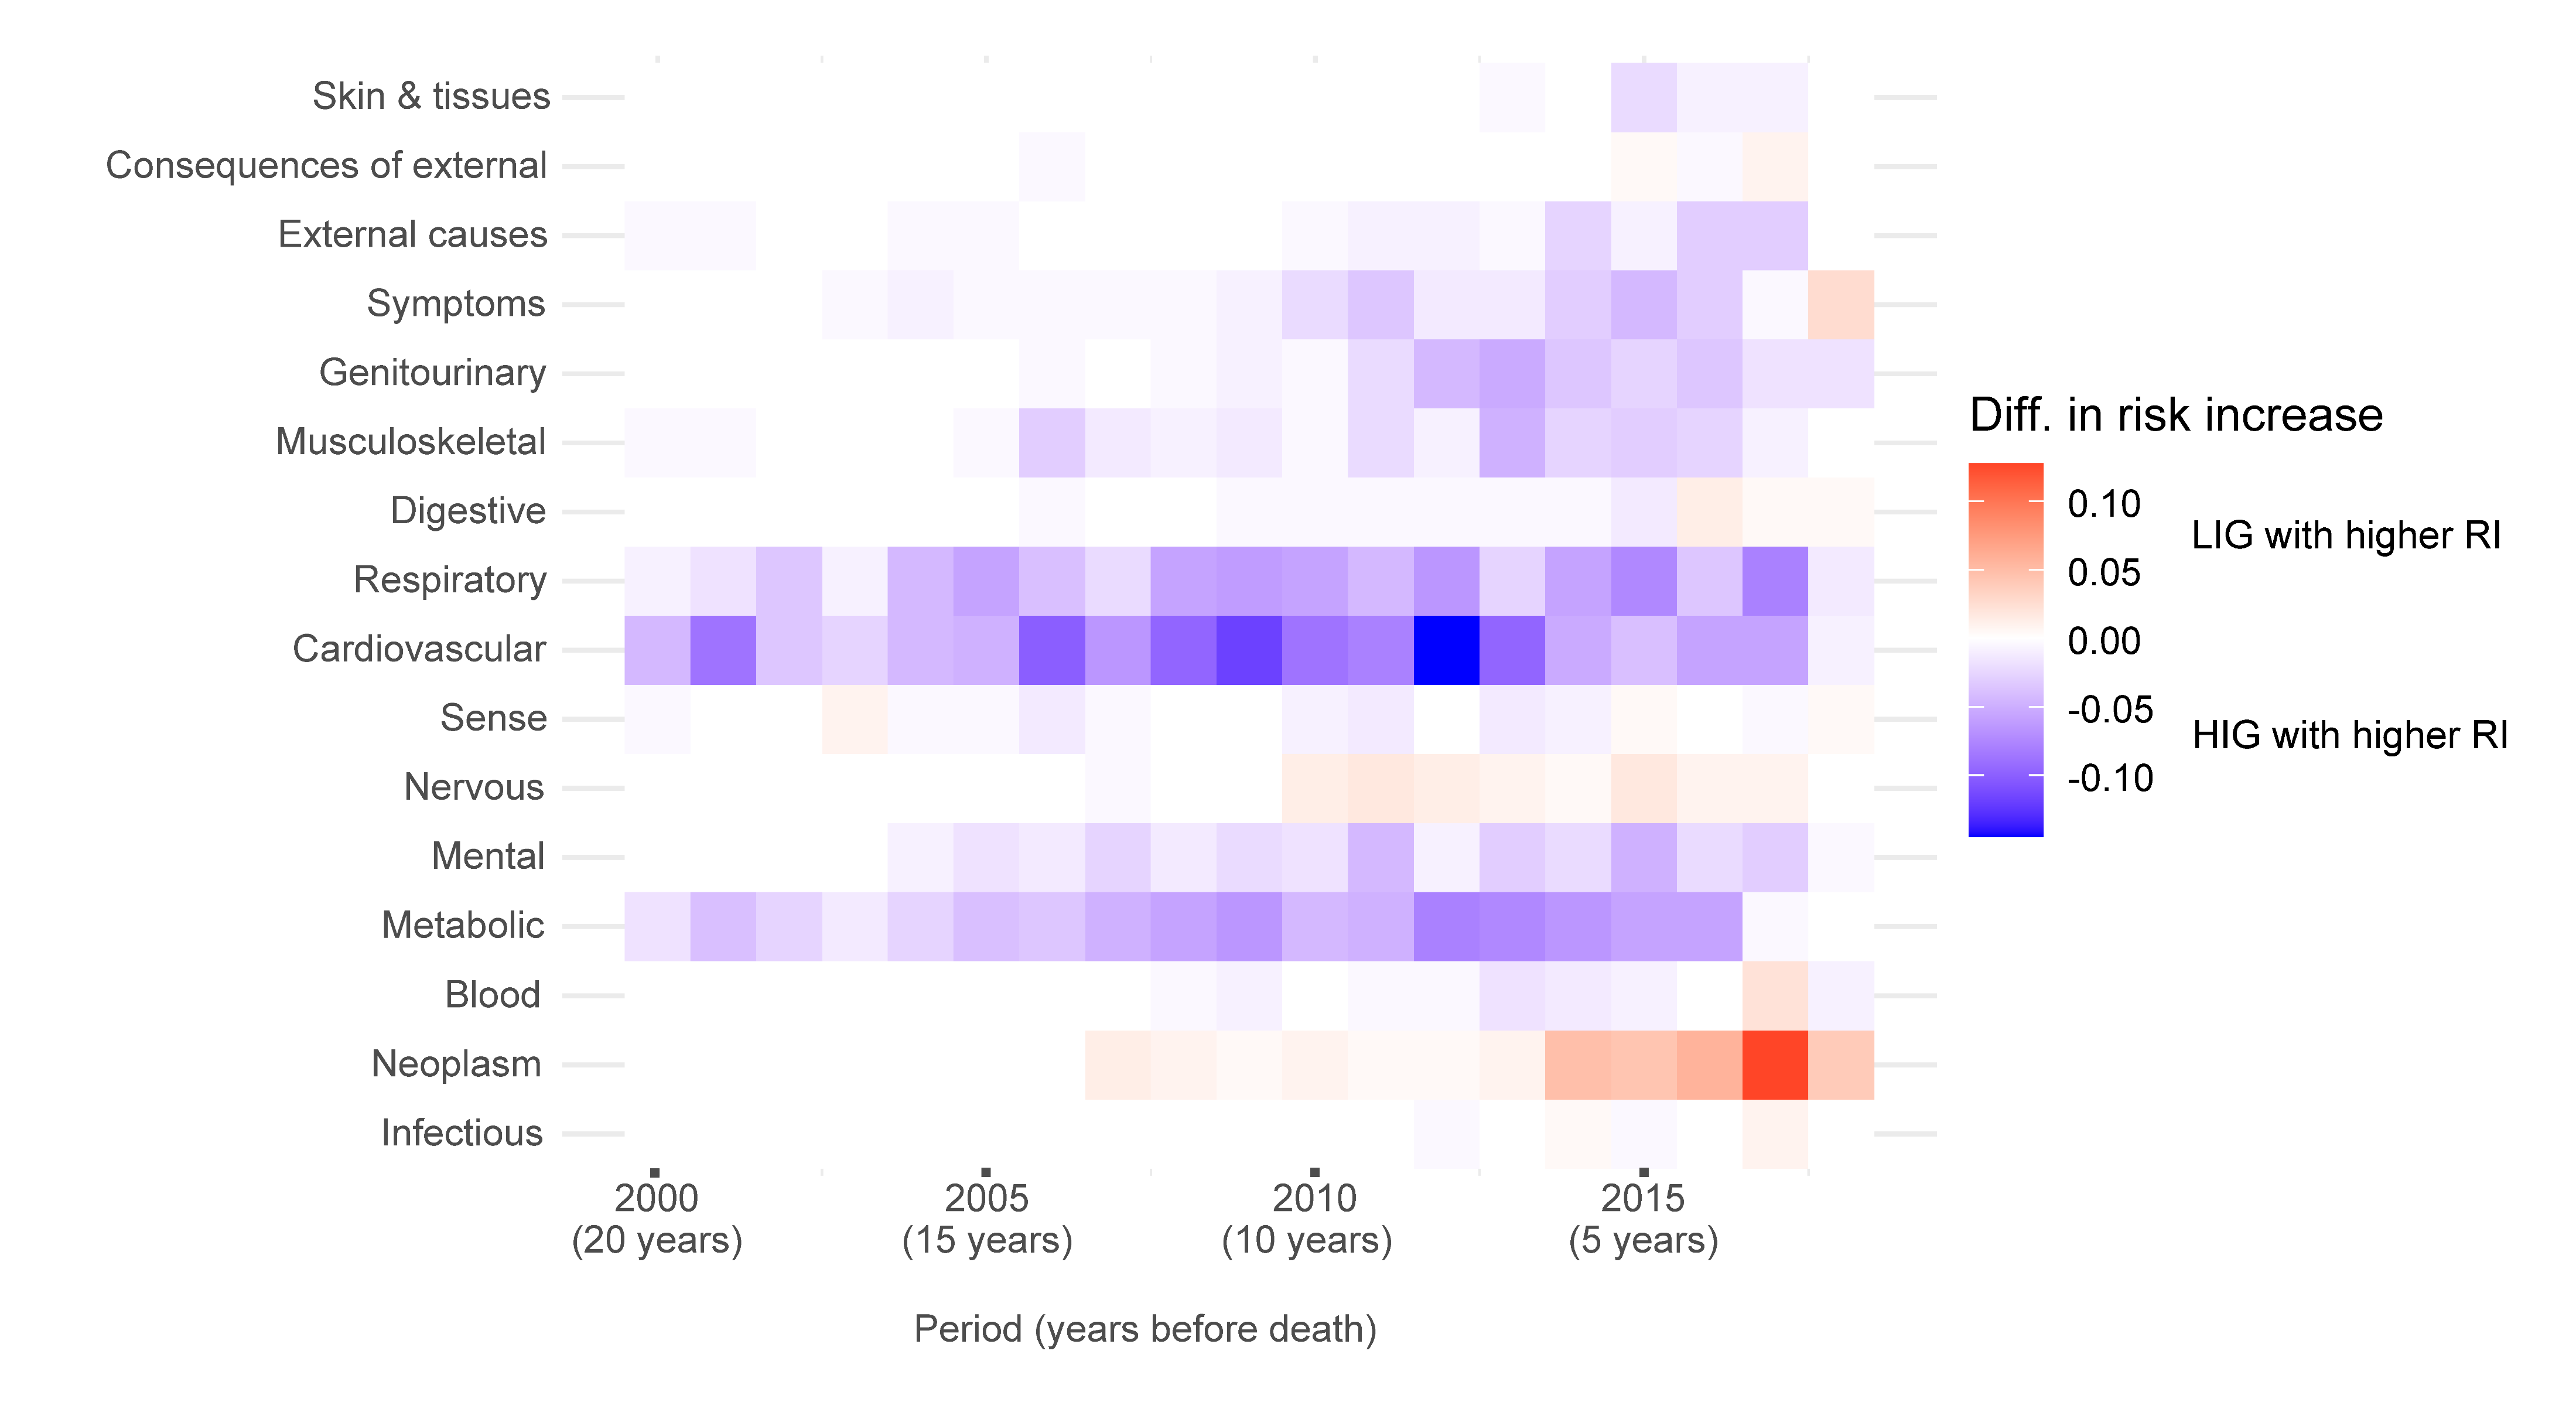 Skin & tissues
Consequences of external
External causes
Symptoms
Genitourinary
Musculoskeletal
Digestive
Respiratory
Cardiovascular
Sense
Nervous
Mental
Metabolic
Blood
Neoplasm
Infectious
2000
(20 years)
2005
(15 years)
2010
(10 years)
2015
(5 years)
Period (years before death)
Diff. in risk increase
0.10
0.05
0.00
-0.05
-0.10
LIG with higher RI
HIG with higher RI